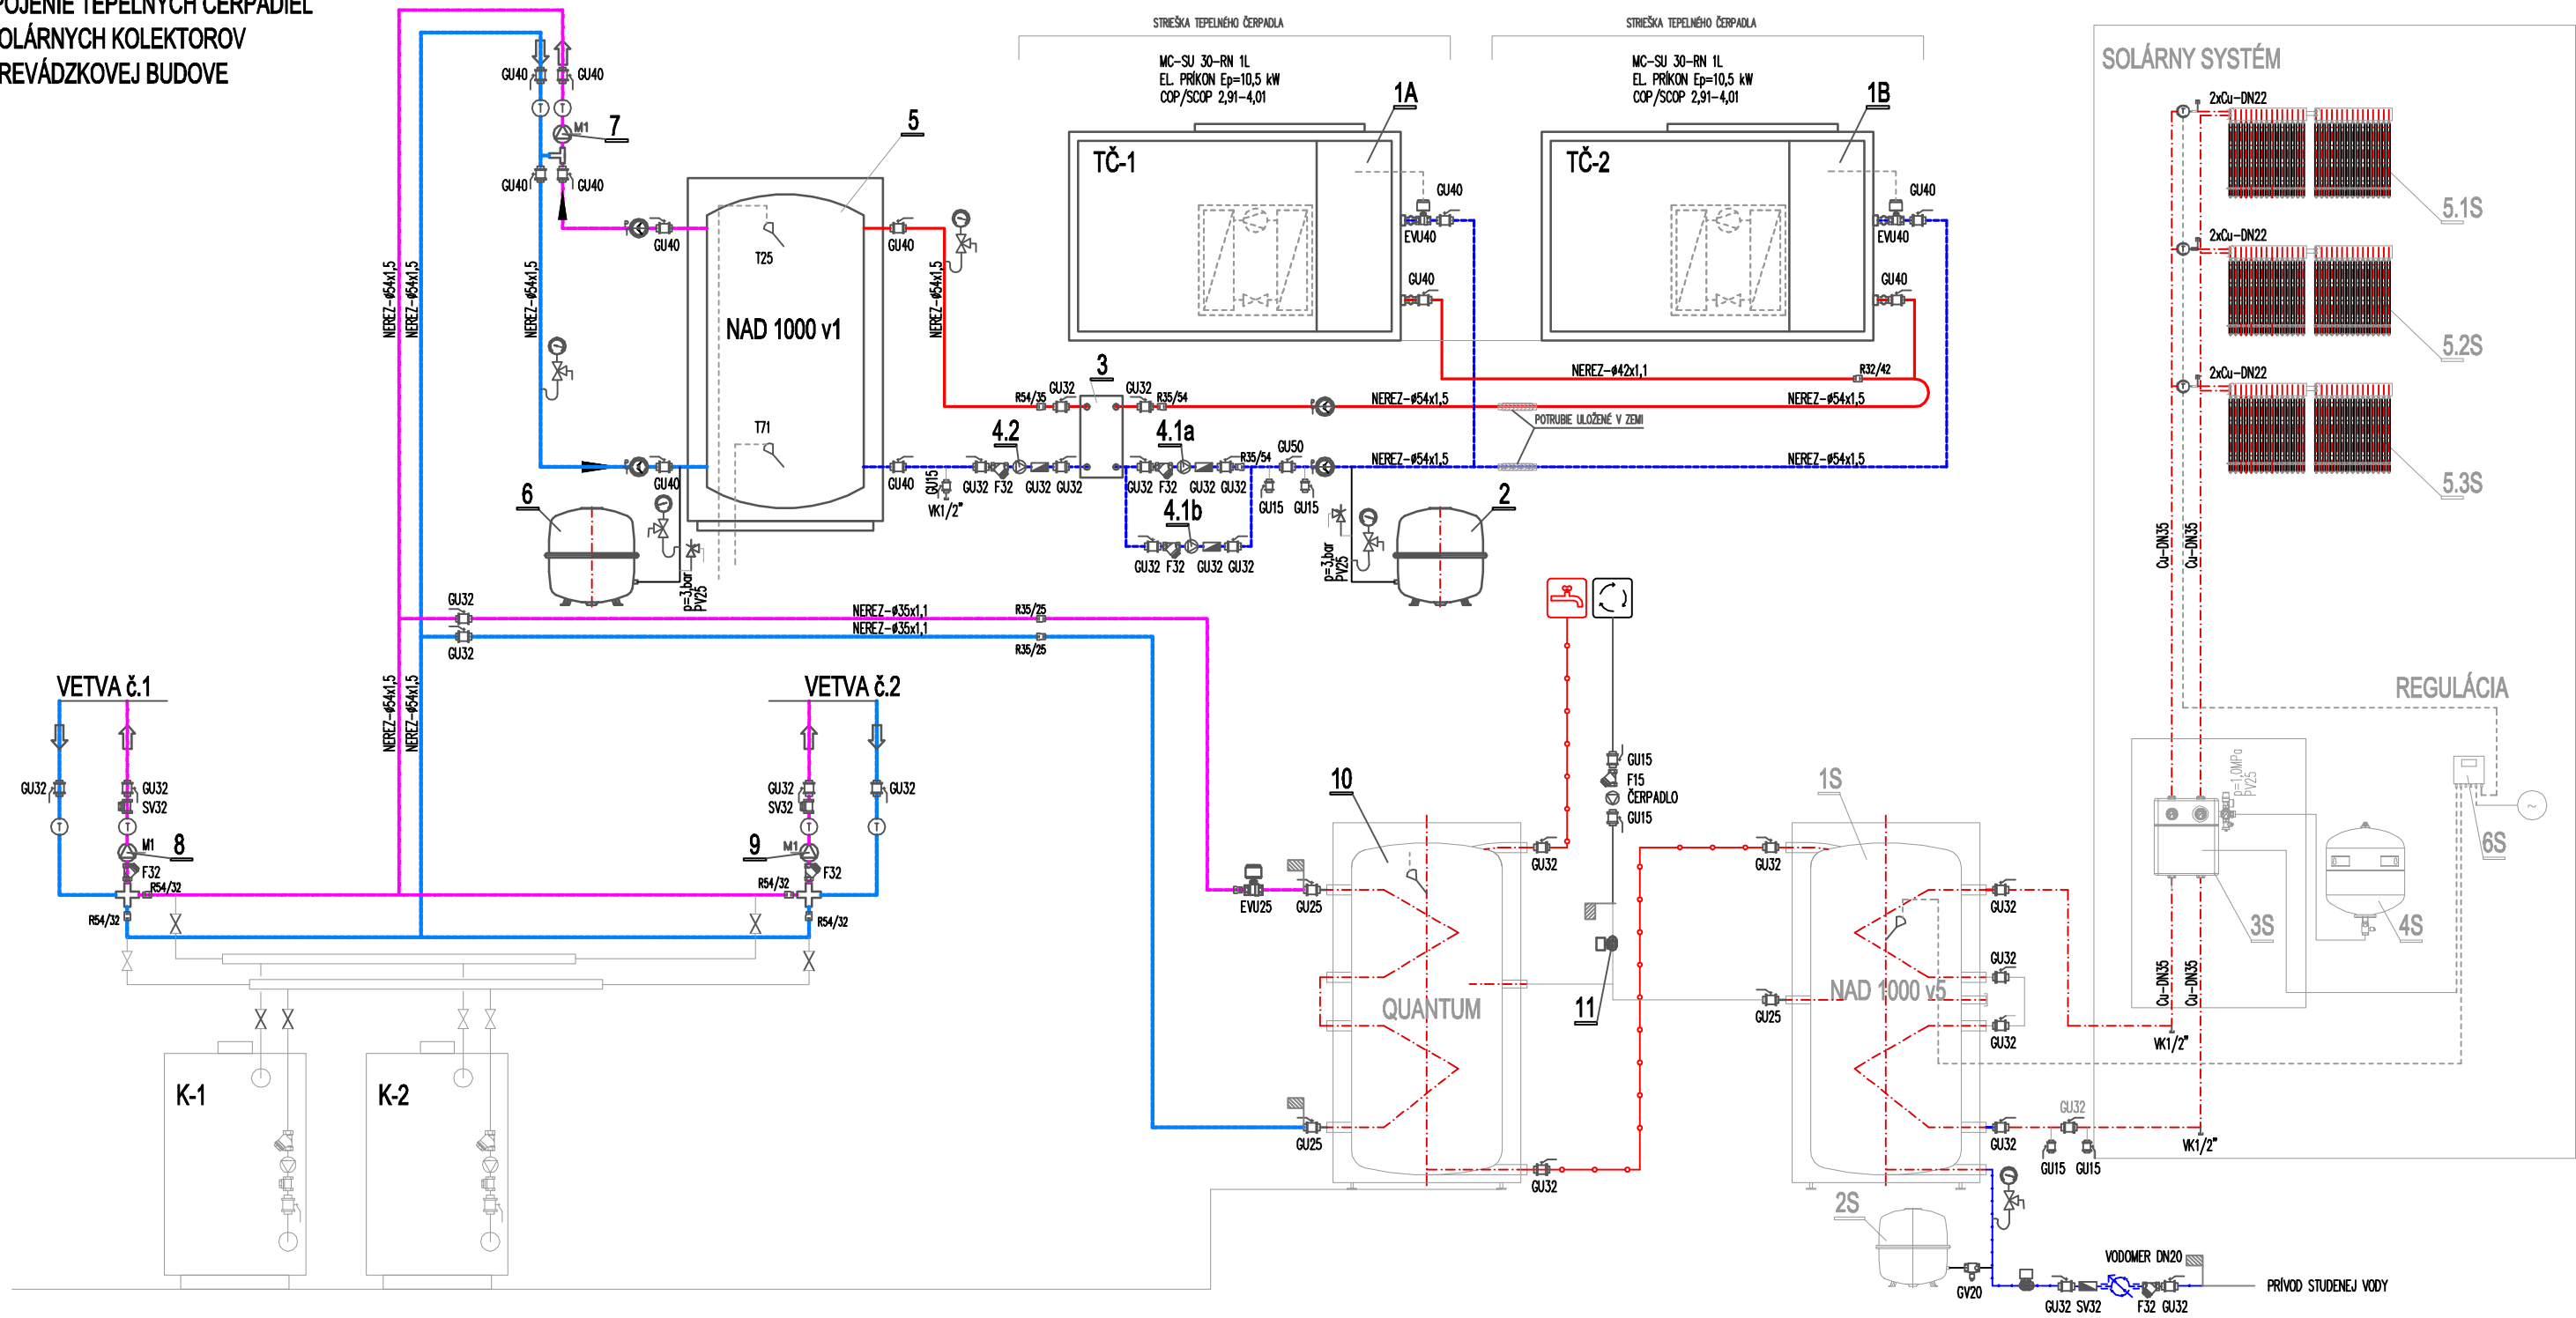 TEPELNÝCH ČERPADIEL
KOLEKTOROV
BUDOVE
GU40
GU40
M1
7
GU40
GU40
NEREZ-ø54x1,5
NEREZ-ø54x1,5
NEREZ-ø54x1,5
GU40
5
T25
NAD 1000 v1
T71
GU40
NEREZ-ø54x1,5
GU40
6
p=3,bar
PV25
GU40
STRIEŠKA TEPELNÉHO ČERPADLA
MC-SU 30-RN 1L
EL. PRÍKON Ep=10,5 kW
COP/SCOP 2,91-4,01
1A
TČ-1
GU40
EVU40
GU40
STRIEŠKA TEPELNÉHO ČERPADLA
MC-SU 30-RN 1L
EL. PRÍKON Ep=10,5 kW
COP/SCOP 2,91-4,01
1B
TČ-2
GU40
EVU40
GU40
NEREZ-ø42x1,1
R32/42
R54/35
GU32
3
GU32
R35/54
NEREZ-ø54x1,5
NEREZ-ø54x1,5
POTRUBIE ULOŽENÉ V ZEMI
4.2
4.1a
R35/54
GU50
NEREZ-ø54x1,5
NEREZ-ø54x1,5
GU15
VK1/2"
GU32
F32
GU32
GU32
GU32
F32
GU32
GU32
GU15
GU15
4.1b
GU32
F32
GU32
GU32
p=3,bar
PV25
2
GU32
GU32
NEREZ-ø35x1,1
NEREZ-ø35x1,1
R35/25
R35/25
NEREZ-ø54x1,5
NEREZ-ø54x1,5
VETVA č.1
GU32
GU32
SV32
M1
8
F32
R54/32
R54/32
VETVA č.2
GU32
GU32
SV32
M1
9
F32
R54/32
R54/32
K-1
K-2
GU15
F15
ČERPADLO
GU15
10
GU32
EVU25
GU25
QUANTUM
11
GU25
GU32
1S
GU32
GU32
GU32
NAD 1000 v5
GU25
GU32
GU32
GU32
GU15
GU15
VK1/2"
VK1/2"
2S
GV20
VODOMER DN20
GU32
SV32
F32
GU32
PRÍVOD STUDENEJ VODY
SOLÁRNY SYSTÉM
2xCu-DN22
5.1S
2xCu-DN22
5.2S
2xCu-DN22
5.3S
Cu-DN35
Cu-DN35
REGULÁCIA
p=1,0MPa
PV25
~
6S
3S
4S
Cu-DN35
Cu-DN35